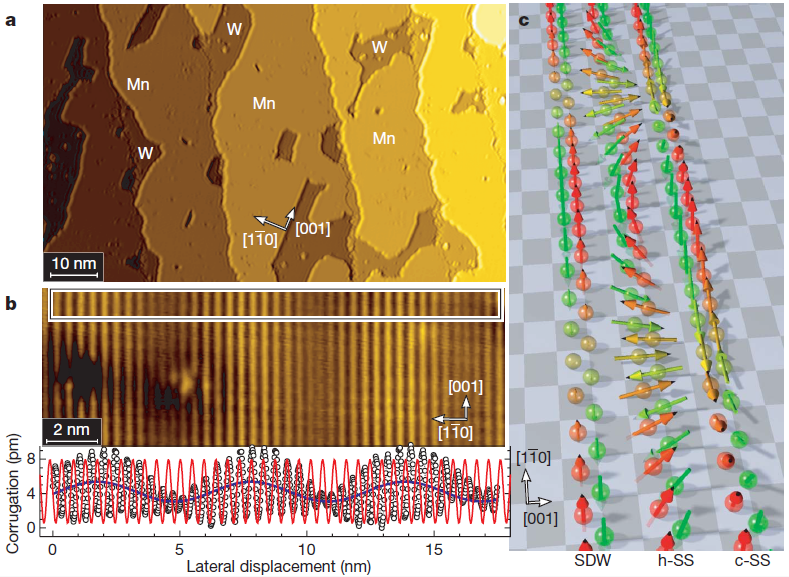 a
W
W
Mn
Mn
Mn
W
[11̅0]
[001]
10 nm
b
[001]
[11̅0]
2 nm
Corrugation (pm)
8
4
0
0
5
10
15
Lateral displacement (nm)
c
[11̅0]
[001]
SDW
h-SS
c-SS